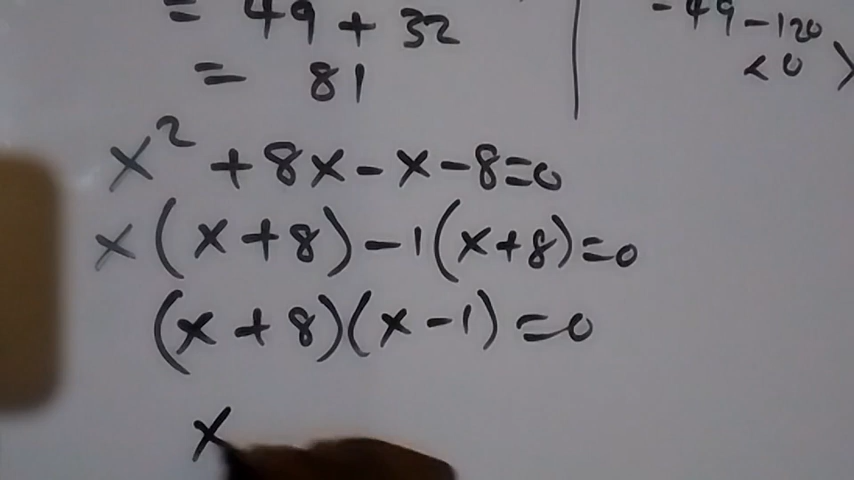 = 49 + 32
= 81
-49-120
< 0
x² + 8x - x - 8 = 0
x(x + 8) - 1(x + 8) = 0
(x + 8)(x - 1) = 0
x